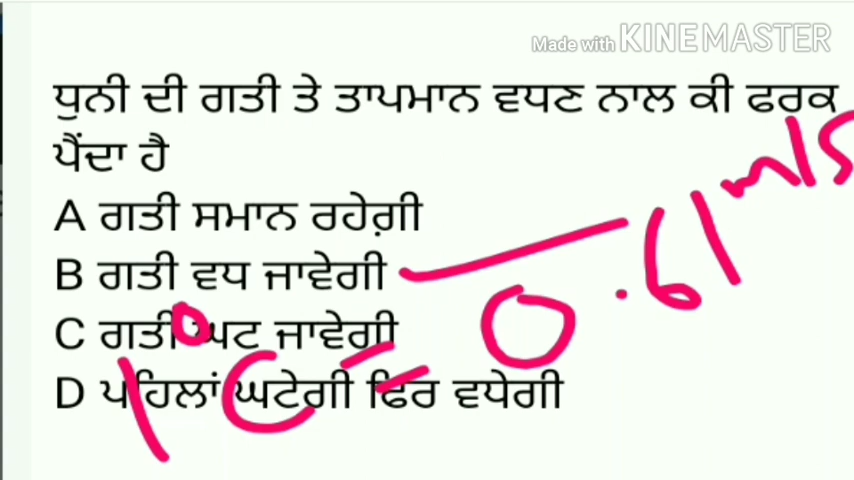 Made with KINEMASTER
ਧੁਨੀ ਦੀ ਗਤੀ ਤੇ ਤਾਪਮਾਨ ਵਧਣ ਨਾਲ ਕੀ ਫਰਕ
ਪੈਂਦਾ ਹੈ
A ਗਤੀ ਸਮਾਨ ਰਹੇਗ਼ੀ
B ਗਤੀ ਵਧ ਜਾਵੇਗੀ
C ਗਤੀ ਘਟ ਜਾਵੇਗੀ
D ਪਹਿਲਾਂ ਘਟੇਗੀ ਫਿਰ ਵਧੇਗੀ
1°C = 0.61 m/s